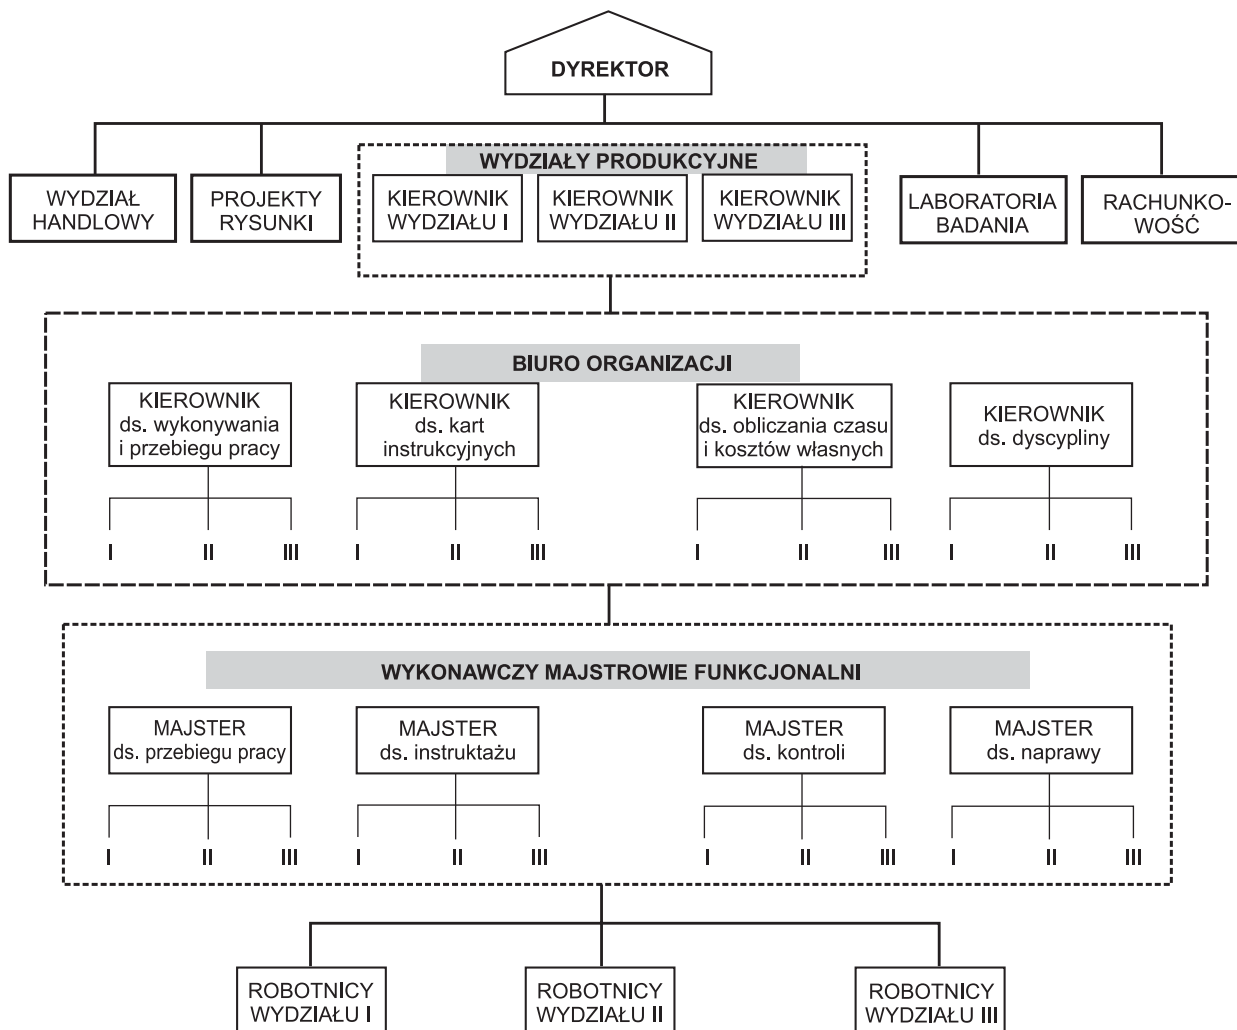 DYREKTOR
WYDZIAŁ
HANDLOWY
PROJEKTY
RYSUNKI
WYDZIAŁY PRODUKCYJNE
KIEROWNIK
WYDZIAŁU I
KIEROWNIK
WYDZIAŁU II
KIEROWNIK
WYDZIAŁU III
LABORATORIA
BADANIA
RACHUNKO-
WOŚĆ
BIURO ORGANIZACJI
KIEROWNIK
ds. wykonywania
i przebiegu pracy
KIEROWNIK
ds. kart
instrukcyjnych
KIEROWNIK
ds. obliczania czasu
i kosztów własnych
KIEROWNIK
ds. dyscypliny
I II III
I II III
I II III
I II III
WYKONAWCZY MAJSTROWIE FUNKCJONALNI
MAJSTER
ds. przebiegu pracy
MAJSTER
ds. instruktażu
MAJSTER
ds. kontroli
MAJSTER
ds. naprawy
I II III
I II III
I II III
I II III
ROBOTNICY
WYDZIAŁU I
ROBOTNICY
WYDZIAŁU II
ROBOTNICY
WYDZIAŁU III